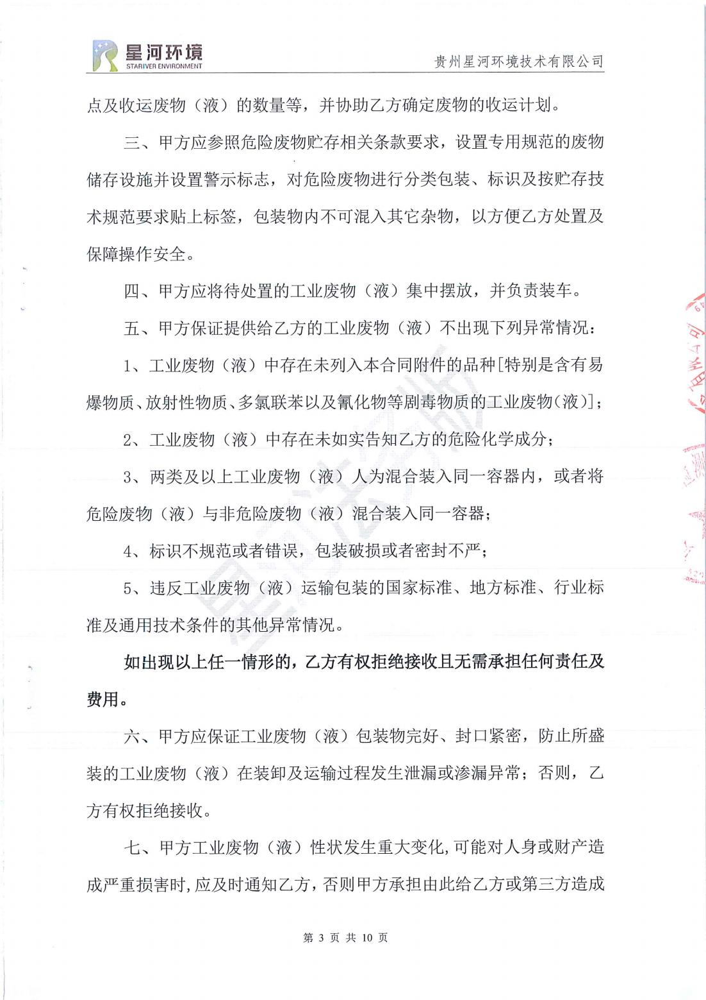 星河环境
STARIVER ENVIRONMENT
贵州星河环境技术有限公司
点及收运废物（液）的数量等，并协助乙方确定废物的收运计划。
三、甲方应参照危险废物贮存相关条款要求，设置专用规范的废物
储存设施并设置警示标志，对危险废物进行分类包装、标识及按贮存技
术规范要求贴上标签，包装物内不可混入其它杂物，以方便乙方处置及
保障操作安全。
四、甲方应将待处置的工业废物（液）集中摆放，并负责装车。
五、甲方保证提供给乙方的工业废物（液）不出现下列异常情况：
1、工业废物（液）中存在未列入本合同附件的品种[特别是含有易
爆物质、放射性物质、多氯联苯以及氰化物等剧毒物质的工业废物（液）]；
2、工业废物（液）中存在未如实告知乙方的危险化学成分；
3、两类及以上工业废物（液）人为混合装入同一容器内，或者将
危险废物（液）与非危险废物（液）混合装入同一容器；
4、标识不规范或者错误，包装破损或者密封不严；
5、违反工业废物（液）运输包装的国家标准、地方标准、行业标
准及通用技术条件的其他异常情况。
如出现以上任一情形的，乙方有权拒绝接收且无需承担任何责任及
费用。
六、甲方应保证工业废物（液）包装物完好、封口紧密，防止所盛
装的工业废物（液）在装卸及运输过程发生泄漏或渗漏异常；否则，乙
方有权拒绝接收。
七、甲方工业废物（液）性状发生重大变化,可能对人身或财产造
成严重损害时,应及时通知乙方，否则甲方承担由此给乙方或第三方造成
星河法务版
第 3 页 共 10 页